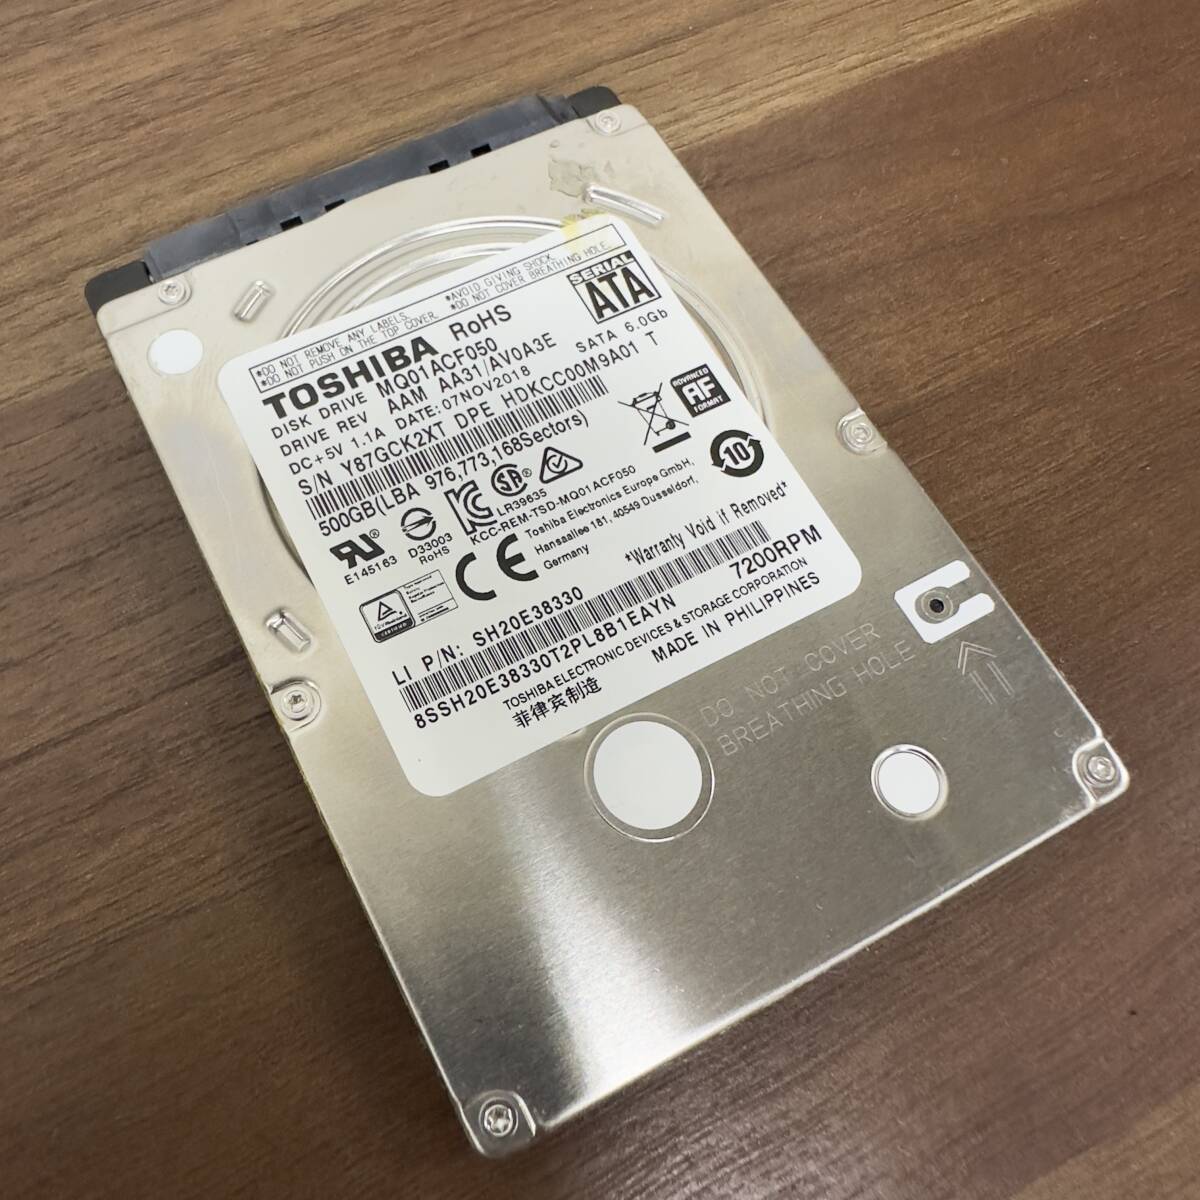 *DO NOT REMOVE ANY LABELS. *AVOID GIVING SHOCK.
*DO NOT PUSH ON THE TOP COVER. *DO NOT COVER BREATHING HOLE.
TOSHIBA RoHS
SERIAL
ATA
DISK DRIVE MQ01ACF050
DRIVE REV AAM AA31/AV0A3E SATA 6.0Gb
DC+5V 1.1A DATE:07NOV2018
S/N Y87GCK2XT DPE HDKCC00M9A01 T
500GB(LBA 976,773,168Sectors)
ADVANCED
AF
FORMAT
10
E145163
D33003
RoHS
LR39635
KCC-REM-TSD-MQ01ACF050
CE
Toshiba Electronics Europe GmbH,
Hansaallee 181, 40549 Dusseldorf,
Germany
*Warranty Void if Removed*
LI P/N: SH20E38330
7200RPM
8SSH20E38330T2PL8B1EAYN
TOSHIBA ELECTRONIC DEVICES & STORAGE CORPORATION
菲律宾制造
MADE IN PHILIPPINES
DO NOT COVER
BREATHING HOLE